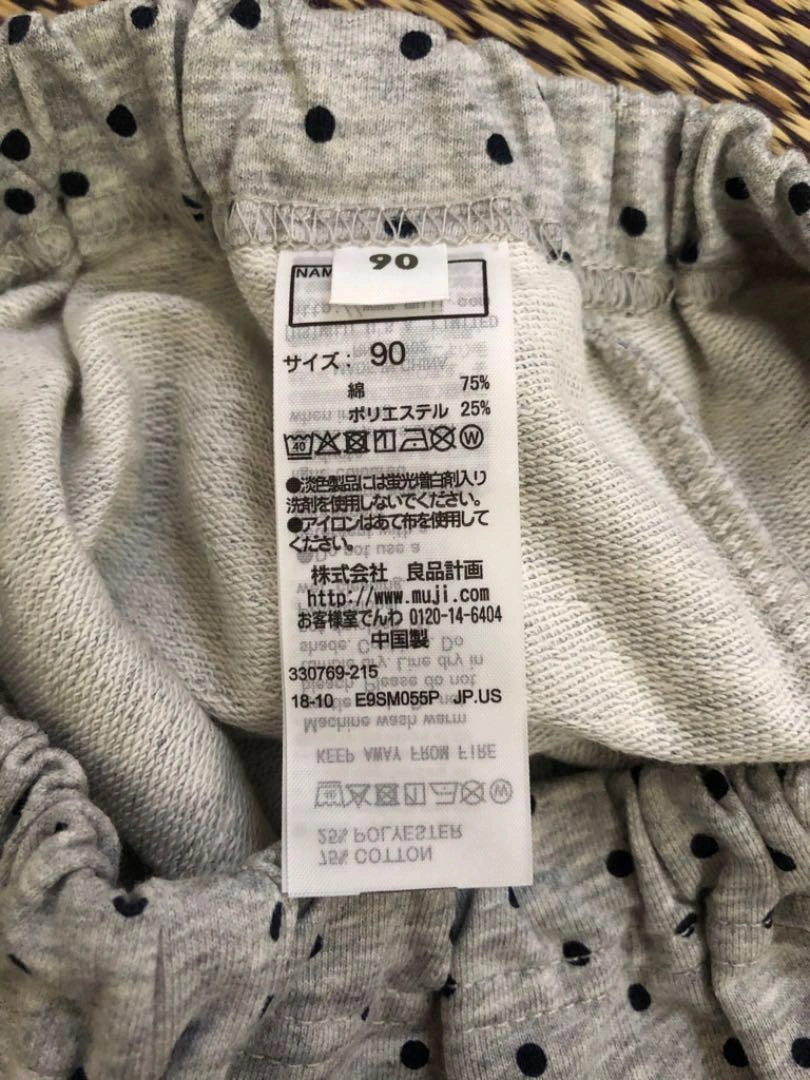 NAM
90
サイズ: 90
綿 75%
ポリエステル 25%
40 W
●淡色製品には蛍光増白剤入り
洗剤を使用しないでください。
●アイロンはあて布を使用して
ください。
株式会社 良品計画
http://www.muji.com
お客様室でんわ 0120-14-6404
中国製
330769-215
18-10 E9SM055P JP.US
Machine wash warm
KEEP AWAY FROM FIRE
25% POLYESTER
75% COTTON